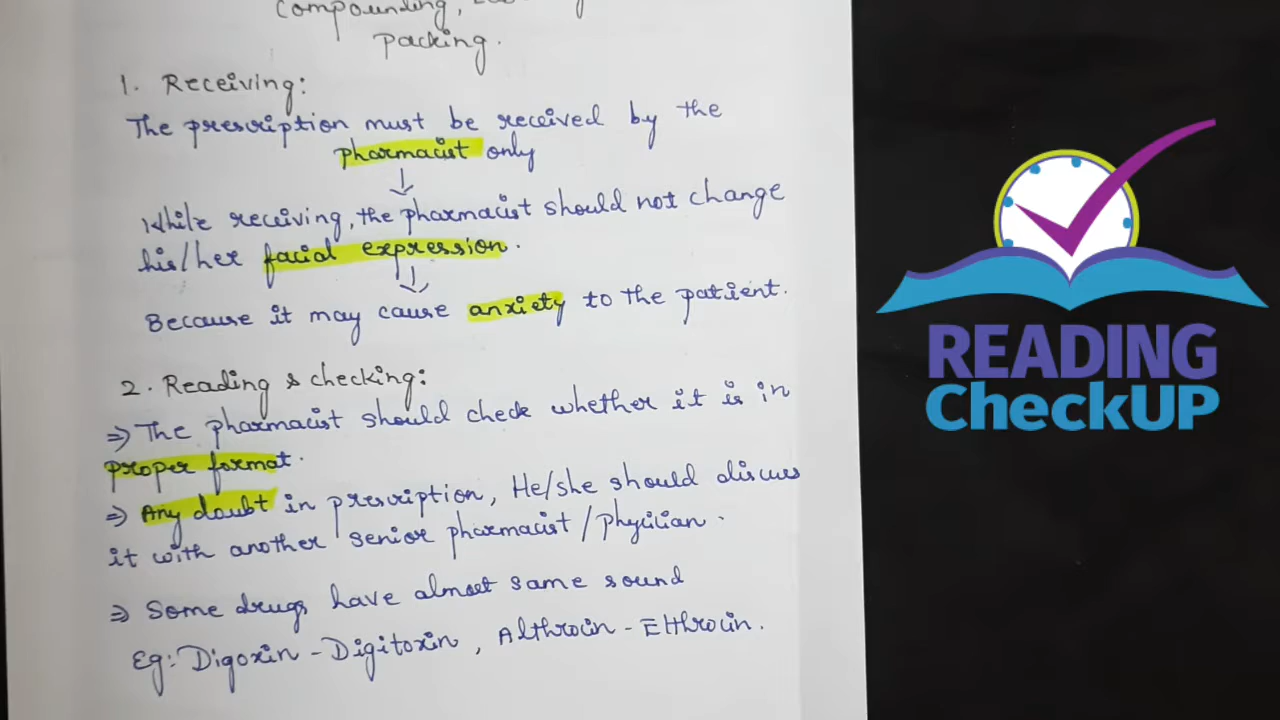 compounding,
packing.
1. Receiving:
The prescription must be received by the
pharmacist only
While receiving, the pharmacist should not change
his/her facial expression.
Because it may cause anxiety to the patient.
2. Reading & checking:
⇒ The pharmacist should check whether it is in
proper format.
⇒ Any doubt in prescription, He/she should discuss
it with another senior pharmacist/phycilian.
⇒ Some drugs have almost same sound
Eg: Digoxin - Digitoxin, Althrocin - Elthrocin.
READING
CheckUP